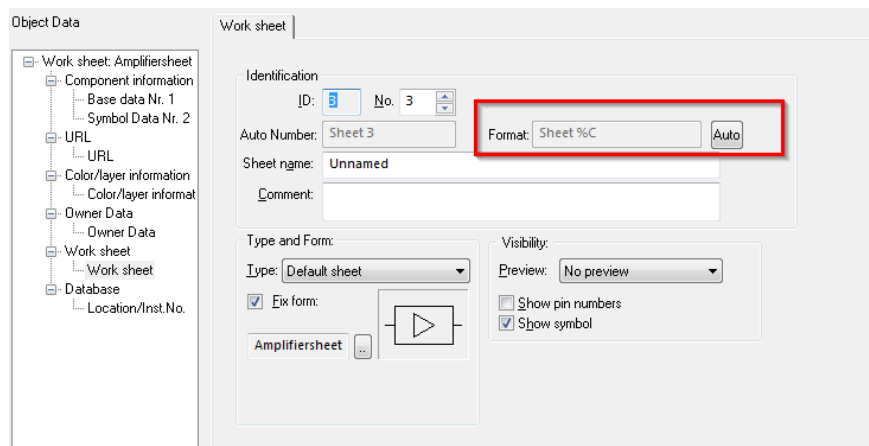 Object Data
Work sheet
Work sheet: Amplifiersheet
Component information
Base data Nr. 1
Symbol Data Nr. 2
URL
URL
Color/layer information
Color/layer informat
Owner Data
Owner Data
Work sheet
Work sheet
Database
Location/Inst.No.
Identification
ID: 3 No. 3
Auto Number: Sheet 3 Format: Sheet %C Auto
Sheet name: Unnamed
Comment:
Type and Form:
Type: Default sheet
Fix form:
Amplifiersheet ..
Visibility:
Preview: No preview
Show pin numbers
Show symbol